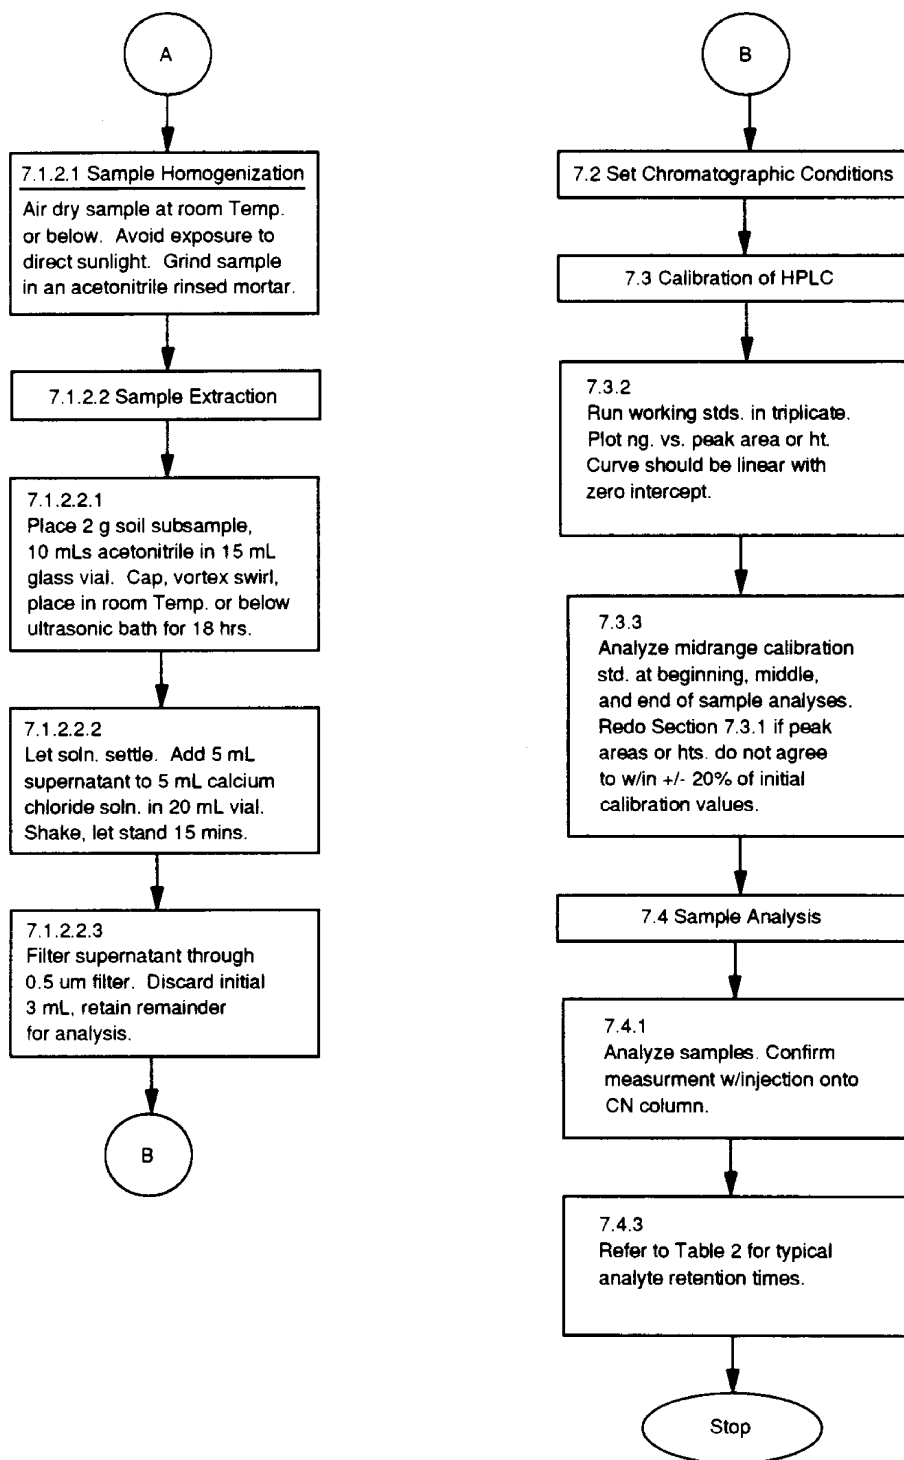 A
7.1.2.1 Sample Homogenization
Air dry sample at room Temp.
or below. Avoid exposure to
direct sunlight. Grind sample
in an acetonitrile rinsed mortar.
7.1.2.2 Sample Extraction
7.1.2.2.1
Place 2 g soil subsample,
10 mLs acetonitrile in 15 mL
glass vial. Cap, vortex swirl,
place in room Temp. or below
ultrasonic bath for 18 hrs.
7.1.2.2.2
Let soln. settle. Add 5 mL
supernatant to 5 mL calcium
chloride soln. in 20 mL vial.
Shake, let stand 15 mins.
7.1.2.2.3
Filter supernatant through
0.5 um filter. Discard initial
3 mL, retain remainder
for analysis.
B
B
7.2 Set Chromatographic Conditions
7.3 Calibration of HPLC
7.3.2
Run working stds. in triplicate.
Plot ng. vs. peak area or ht.
Curve should be linear with
zero intercept.
7.3.3
Analyze midrange calibration
std. at beginning, middle,
and end of sample analyses.
Redo Section 7.3.1 if peak
areas or hts. do not agree
to w/in +/- 20% of initial
calibration values.
7.4 Sample Analysis
7.4.1
Analyze samples. Confirm
measurment w/injection onto
CN column.
7.4.3
Refer to Table 2 for typical
analyte retention times.
Stop